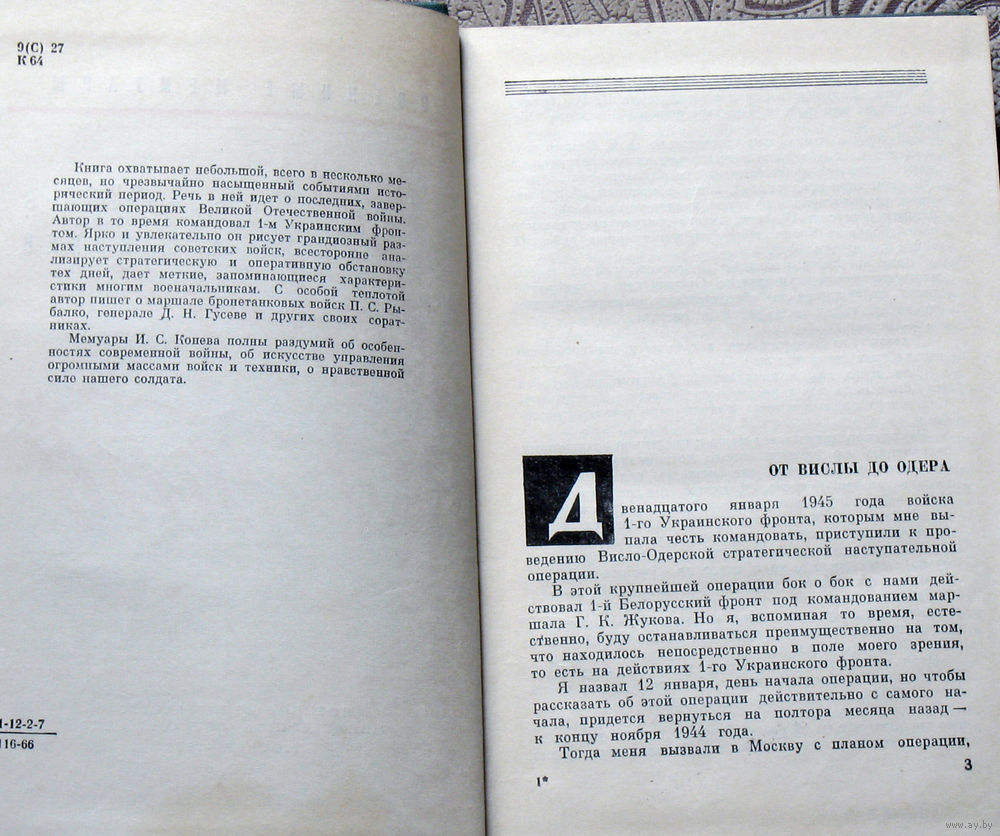 9(С) 27
К 64
Книга охватывает небольшой, всего в несколько ме-
сяцев, но чрезвычайно насыщенный событиями исто-
рический период. Речь в ней идет о последних, завер-
шающих операциях Великой Отечественной войны.
Автор в то время командовал 1-м Украинским фрон-
том. Ярко и увлекательно он рисует грандиозный раз-
мах наступления советских войск, всесторонне ана-
лизирует стратегическую и оперативную обстановку
тех дней, дает меткие, запоминающиеся характери-
стики многим военачальникам. С особой теплотой
автор пишет о маршале бронетанковых войск П. С. Ры-
балко, генерале Д. Н. Гусеве и других своих сорат-
никах.
Мемуары И. С. Конева полны раздумий об особен-
ностях современной войны, об искусстве управления
огромными массами войск и техники, о нравственной
силе нашего солдата.
1-12-2-7
116-66
ОТ ВИСЛЫ ДО ОДЕРА
Двенадцатого января 1945 года войска
1-го Украинского фронта, которым мне вы-
пала честь командовать, приступили к про-
ведению Висло-Одерской стратегической наступательной
операции.
В этой крупнейшей операции бок о бок с нами дей-
ствовал 1-й Белорусский фронт под командованием мар-
шала Г. К. Жукова. Но я, вспоминая то время, есте-
ственно, буду останавливаться преимущественно на том,
что находилось непосредственно в поле моего зрения,
то есть на действиях 1-го Украинского фронта.
Я назвал 12 января, день начала операции, но чтобы
рассказать об этой операции действительно с самого на-
чала, придется вернуться на полтора месяца назад —
к концу ноября 1944 года.
Тогда меня вызвали в Москву с планом операции,
1*
3
www.ay.by